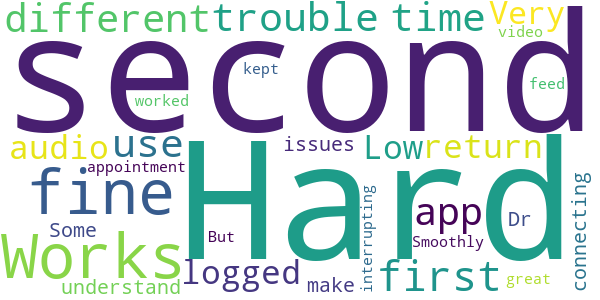 different trouble time Very
video
second
kept
feed
worked
audio use issues Low return
appointment
Hard
fine
interrupting
connecting
app
Some
Dr
But
Smoothly
Works
logged
first
understand
make
great